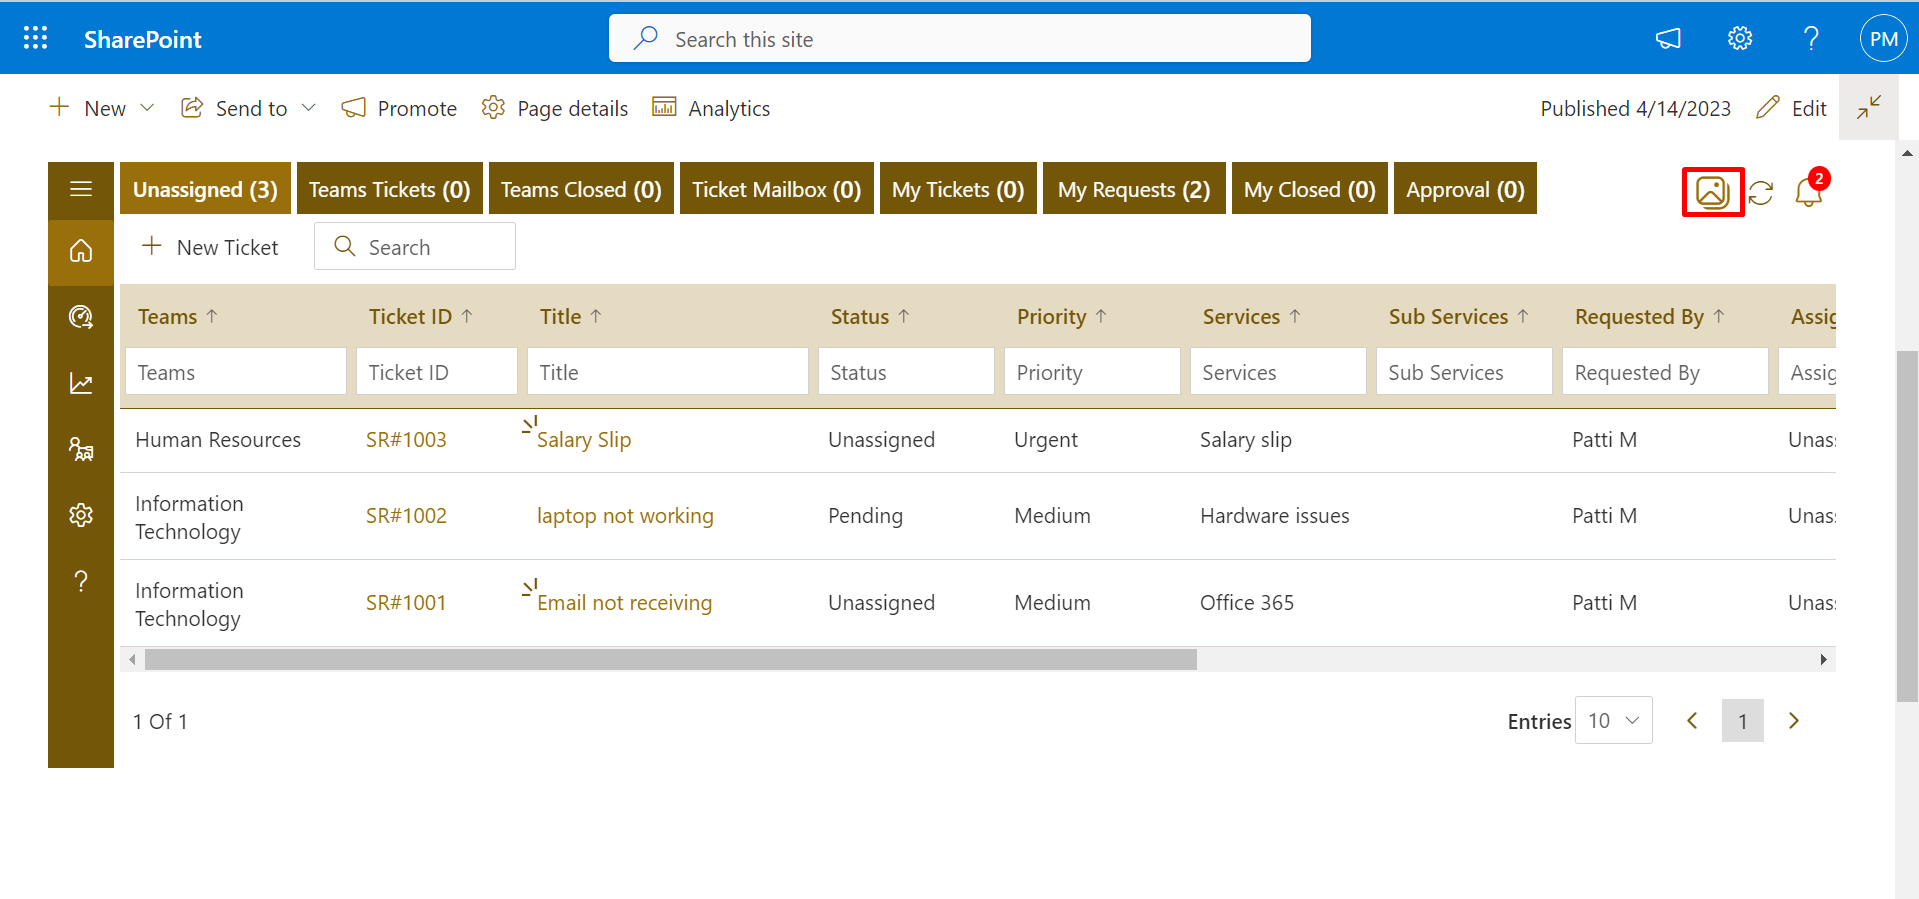 SharePoint
Search this site
PM
New
Send to
Promote
Page details
Analytics
Published 4/14/2023
Edit
Unassigned (3)
Teams Tickets (0)
Teams Closed (0)
Ticket Mailbox (0)
My Tickets (0)
My Requests (2)
My Closed (0)
Approval (0)
2
New Ticket
Search
Teams
Ticket ID
Title
Status
Priority
Services
Sub Services
Requested By
Assig
Teams
Ticket ID
Title
Status
Priority
Services
Sub Services
Requested By
Assig
Human Resources
SR#1003
Salary Slip
Unassigned
Urgent
Salary slip
Patti M
Unas
Information
Technology
SR#1002
laptop not working
Pending
Medium
Hardware issues
Patti M
Unas
Information
Technology
SR#1001
Email not receiving
Unassigned
Medium
Office 365
Patti M
Unas
1 Of 1
Entries
10
1